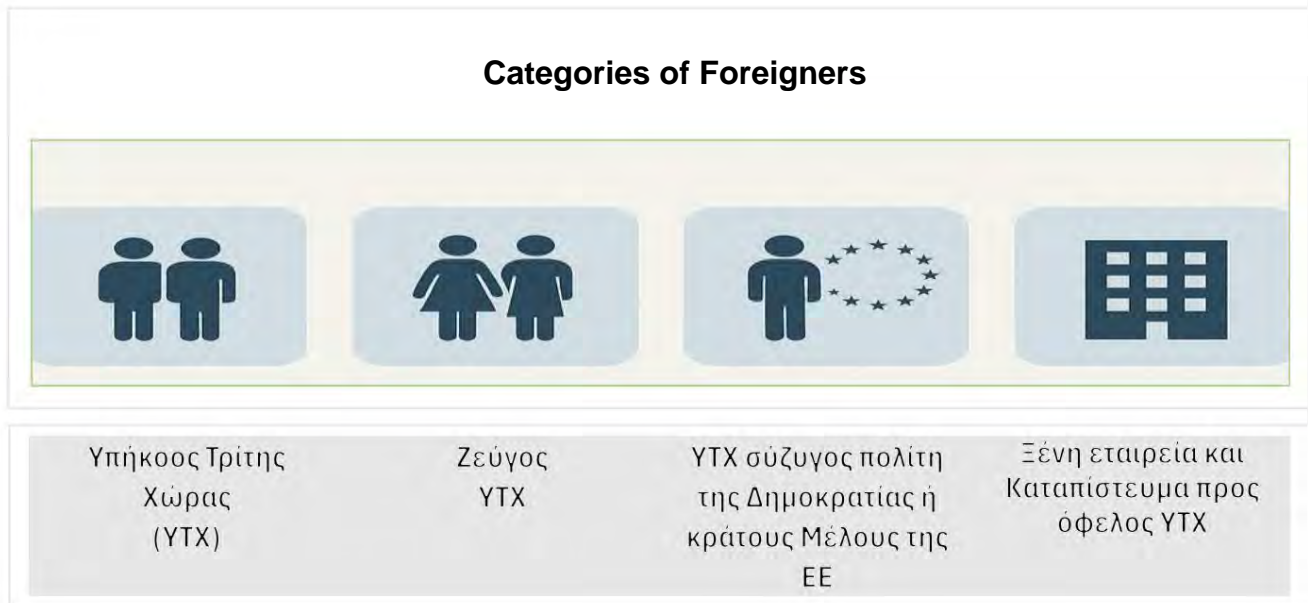 Categories of Foreigners
Υπήκοος Τρίτης
Χώρας
(ΥΤΧ)
Ζεύγος
ΥΤΧ
ΥΤΧ σύζυγος πολίτη
της Δημοκρατίας ή
κράτους Μέλους της
ΕΕ
Ξένη εταιρεία και
Καταπίστευμα προς
όφελος ΥΤΧ